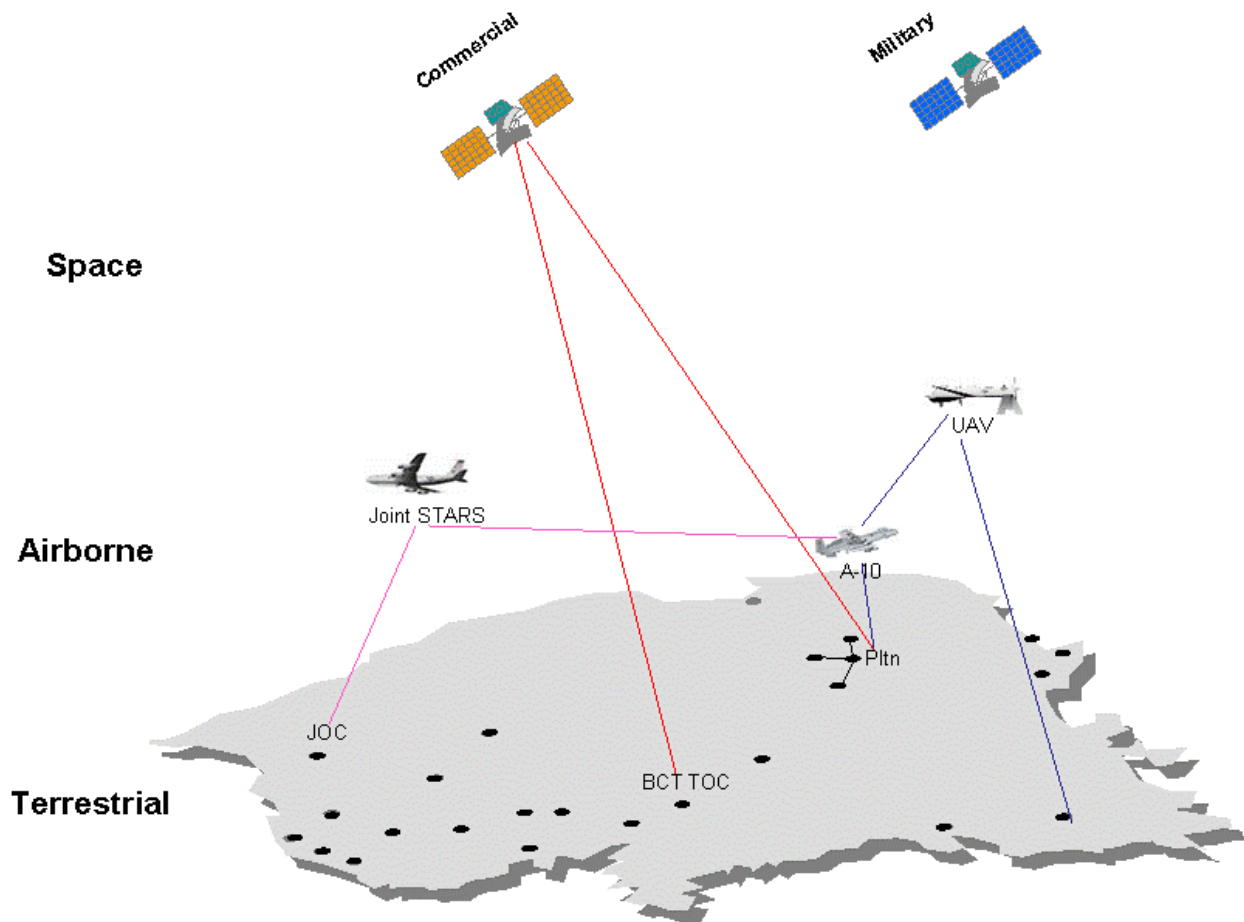 Commercial
Military
Space
UAV
Joint STARS
Airborne
A-10
Pltn
JOC
BCT TOC
Terrestrial